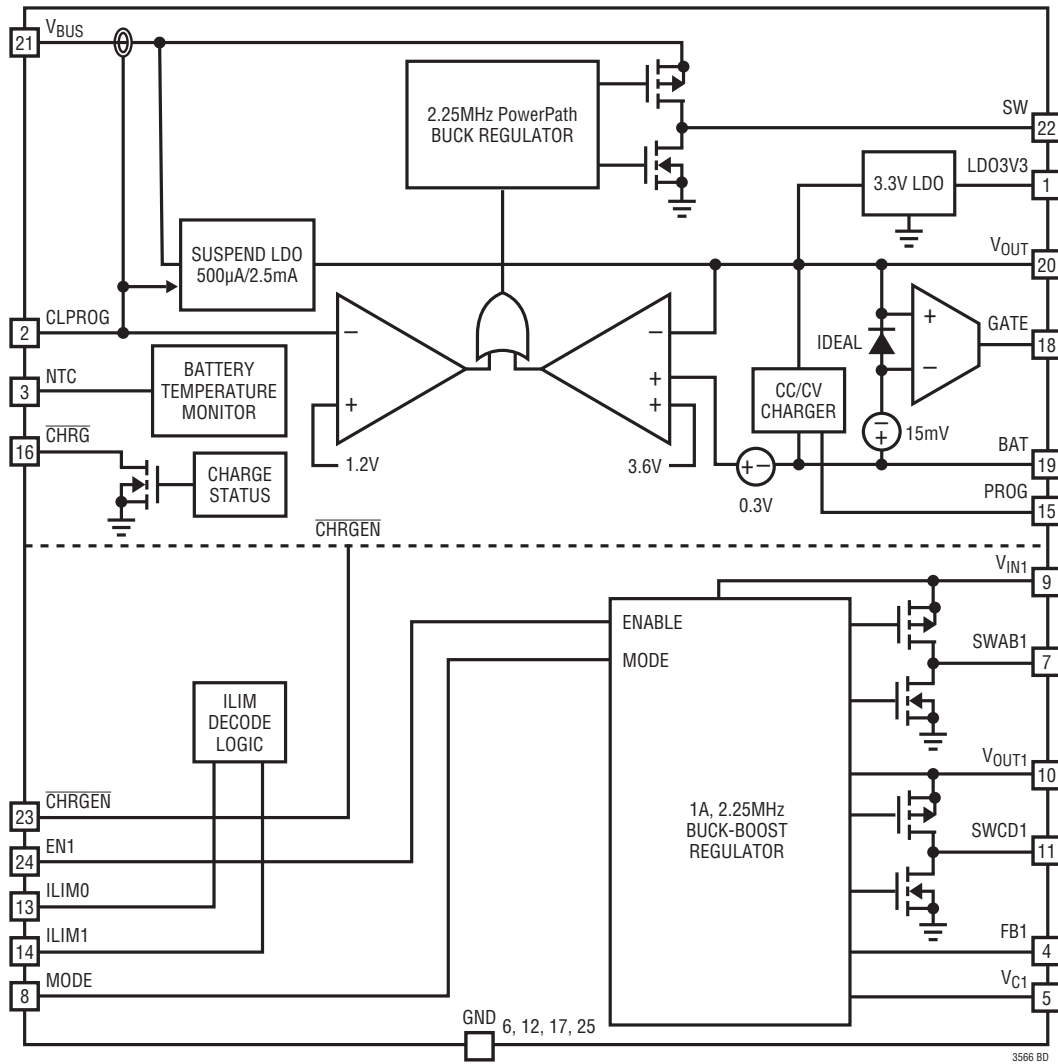 21
VBUS
2.25MHz PowerPath
BUCK REGULATOR
SW
22
LDO3V3
1
3.3V LDO
SUSPEND LDO
500µA/2.5mA
VOUT
20
CLPROG
2
–
–
+
IDEAL
GATE
18
NTC
3
BATTERY
TEMPERATURE
MONITOR
+
+
+
–
CC/CV
CHARGER
CHRG
16
1.2V
3.6V
–
+
15mV
BAT
19
CHARGE
STATUS
+ –
0.3V
PROG
15
CHRGEN
VIN1
9
ENABLE
MODE
SWAB1
7
ILIM
DECODE
LOGIC
VOUT1
10
CHRGEN
23
1A, 2.25MHz
BUCK-BOOST
REGULATOR
SWCD1
11
EN1
24
ILIM0
13
ILIM1
14
FB1
4
MODE
8
VC1
5
GND
6, 12, 17, 25
3566 BD